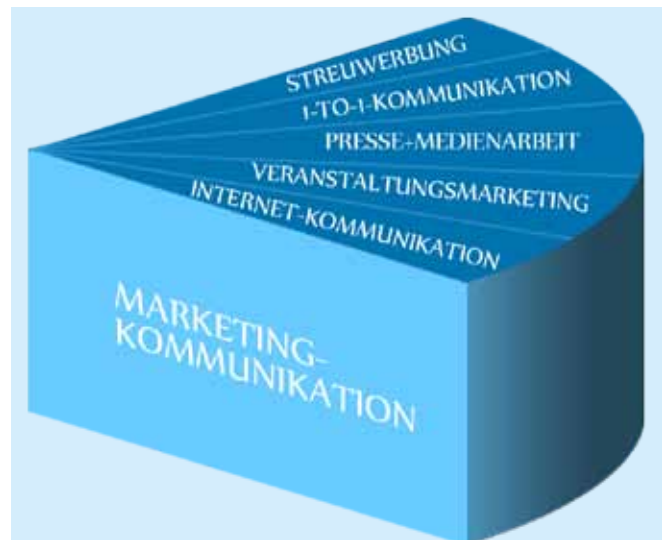 STREUWERBUNG
1-TO-1-KOMMUNIKATION
PRESSE+MEDIENARBEIT
VERANSTALTUNGSMARKETING
INTERNET-KOMMUNIKATION
MARKETING-
KOMMUNIKATION